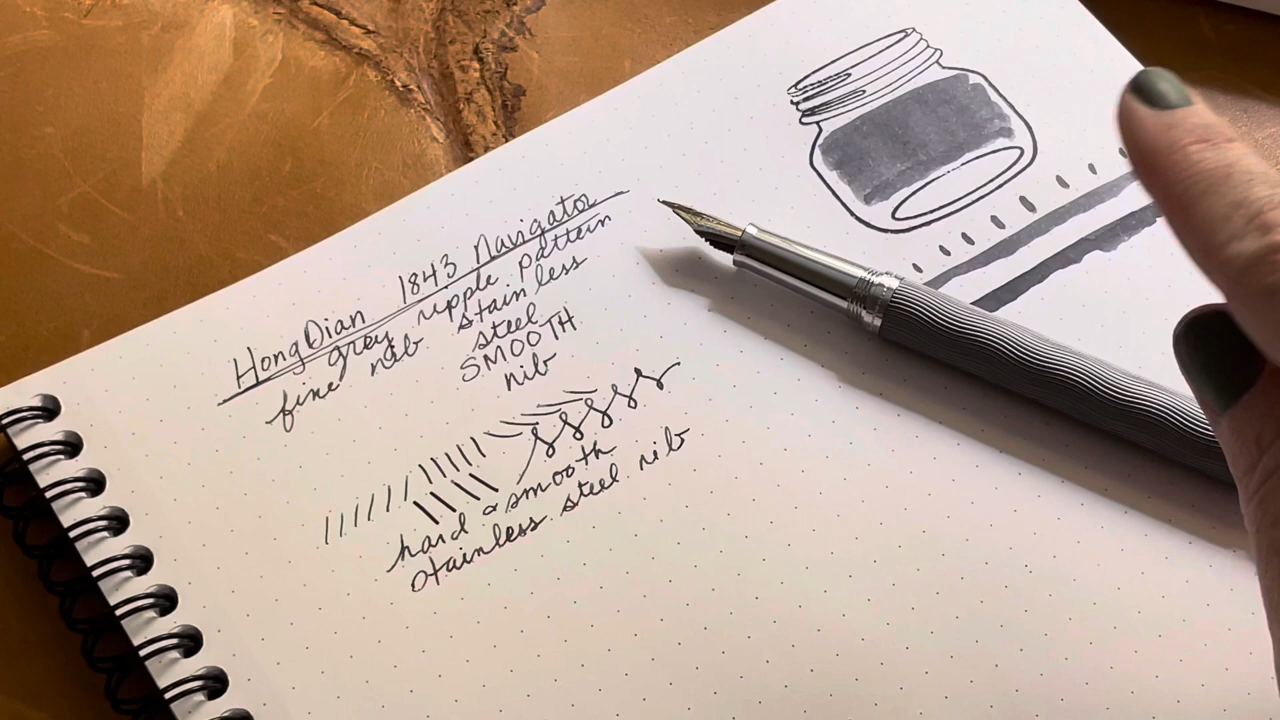 HongDian 1843 Navigator
grey ripple pattern
fine nib stainless
steel
SMOOTH
nib
hard & smooth
stainless steel nib